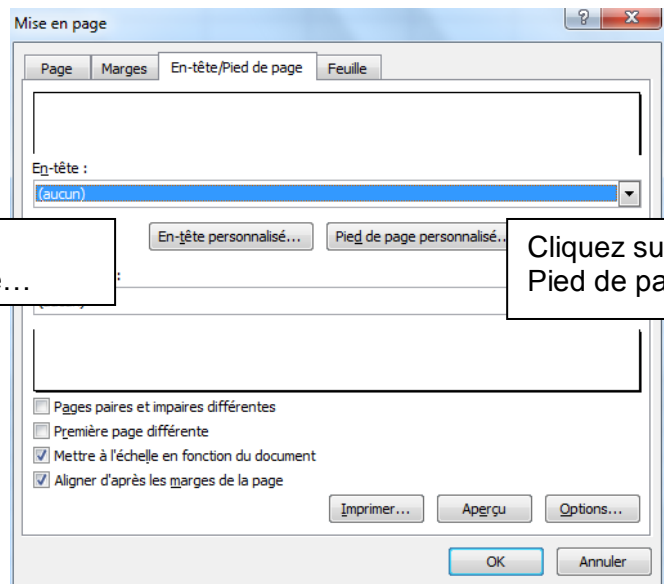 Mise en page
Page Marges En-tête/Pied de page Feuille
En-tête :
(aucun)
En-tête personnalisé... Pied de page personnalisé..
Cliquez su
Pied de pa
...
:
Pages paires et impaires différentes
Première page différente
Mettre à l'échelle en fonction du document
Aligner d'après les marges de la page
Imprimer... Aperçu Options...
OK Annuler